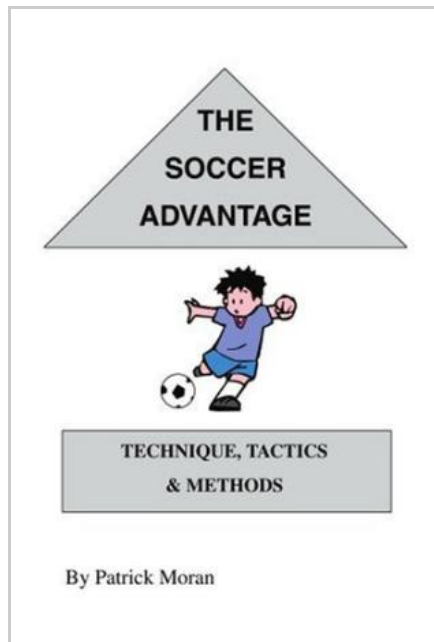 THE
SOCCER
ADVANTAGE
TECHNIQUE, TACTICS
& METHODS
By Patrick Moran